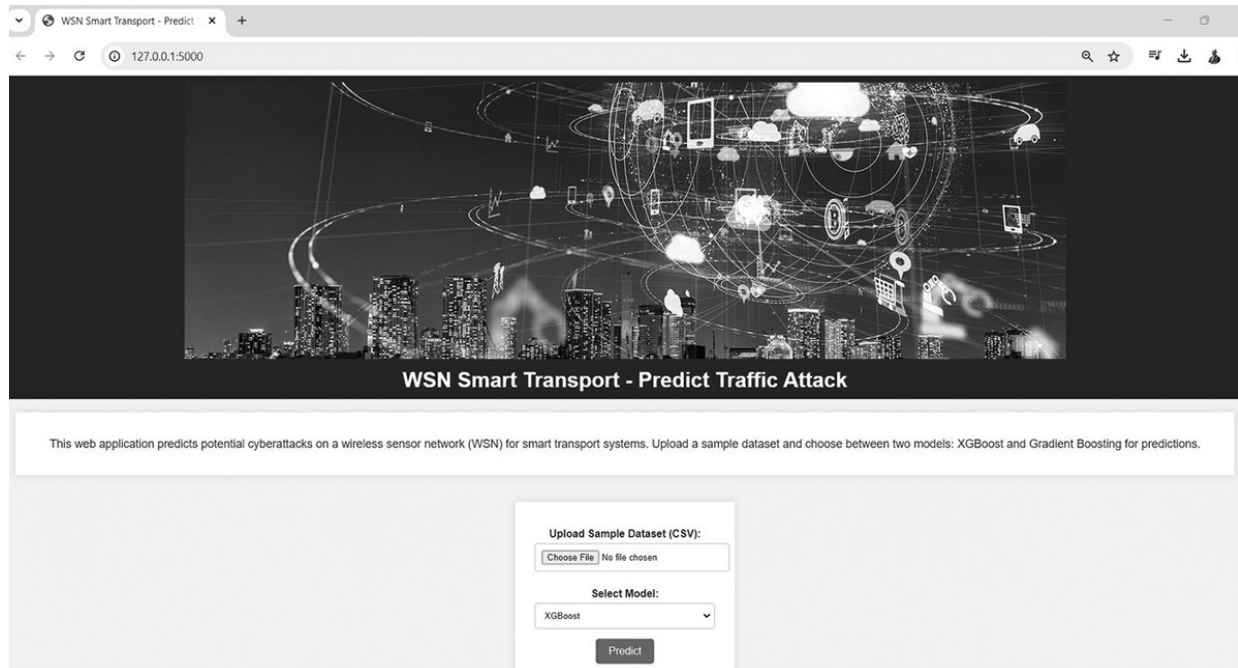 WSN Smart Transport - Predict
127.0.0.1:5000
WSN Smart Transport - Predict Traffic Attack
This web application predicts potential cyberattacks on a wireless sensor network (WSN) for smart transport systems. Upload a sample dataset and choose between two models: XGBoost and Gradient Boosting for predictions.
Upload Sample Dataset (CSV):
Choose File No file chosen
Select Model:
XGBoost
Predict